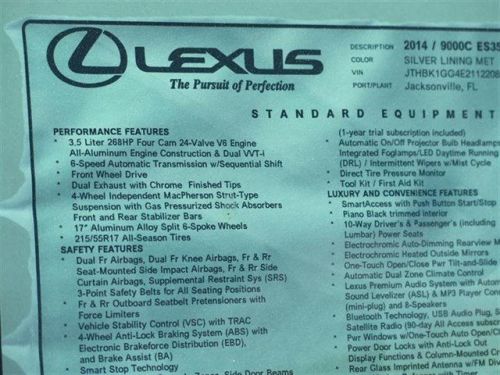 LEXUS
The Pursuit of Perfection
DESCRIPTION 2014 / 9000C ES35
COLOR SILVER LINING MET
VIN JTHBK1GG4E2112208
PORT/PLANT Jacksonville, FL
STANDARD EQUIPMENT
PERFORMANCE FEATURES
* 3.5 Liter 268HP Four Cam 24-Valve V6 Engine
All-Aluminum Engine Construction & Dual VVT-i
* 6-Speed Automatic Transmission w/Sequential Shift
* Front Wheel Drive
* Dual Exhaust with Chrome Finished Tips
* 4-Wheel Independent MacPherson Strut-Type
Suspension with Gas Pressurized Shock Absorbers
Front and Rear Stabilizer Bars
* 17" Aluminum Alloy Split 6-Spoke Wheels
* 215/55R17 All-Season Tires
SAFETY FEATURES
* Dual Fr Airbags, Dual Fr Knee Airbags, Fr & Rr
Seat-Mounted Side Impact Airbags, Fr & Rr Side
Curtain Airbags, Supplemental Restraint Sys (SRS)
* 3-Point Safety Belts for All Seating Positions
* Fr & Rr Outboard Seatbelt Pretensioners with
Force Limiters
* Vehicle Stability Control (VSC) with TRAC
* 4-Wheel Anti-Lock Braking System (ABS) with
Electronic Brakeforce Distribution (EBD),
and Brake Assist (BA)
* Smart Stop Technology
(1-year trial subscription included)
* Automatic On/Off Projector Bulb Headlamps
Integrated Foglamps/LED Daytime Running
(DRL) / Intermittent Wipers w/Mist Cycle
* Direct Tire Pressure Monitor
* Tool Kit / First Aid Kit
LUXURY AND CONVENIENCE FEATURES
* SmartAccess with Push Button Start/Stop
* Piano Black trimmed interior
* 10-Way Driver's & Passenger's (including
Lumbar) Power Seats
* Electrochromic Auto-Dimming Rearview M
* Electrochromic Heated Outside Mirrors
* One-Touch Open/Close Pwr Tilt-and-Slide
* Automatic Dual Zone Climate Control
* Lexus Premium Audio System with Autom
Sound Levelizer (ASL) & MP3 Player Con
(mini-plug) & 8-Speakers
* Bluetooth Technology, USB Audio Plug, S
Satellite Radio (90-day All Access subsc
* Pwr Windows w/One-Touch Auto Open/Cl
* Power Door Locks with Anti-Lock Out
* Display Functions & Column-Mounted C
* Rear Glass Imprinted Antenna w/FM Di